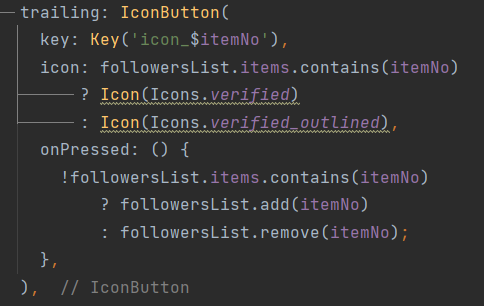 trailing: IconButton(
  key: Key('icon_$itemNo'),
  icon: followersList.items.contains(itemNo)
      ? Icon(Icons.verified)
      : Icon(Icons.verified_outlined),
  onPressed: () {
    !followersList.items.contains(itemNo)
        ? followersList.add(itemNo)
        : followersList.remove(itemNo);
  },
), // IconButton